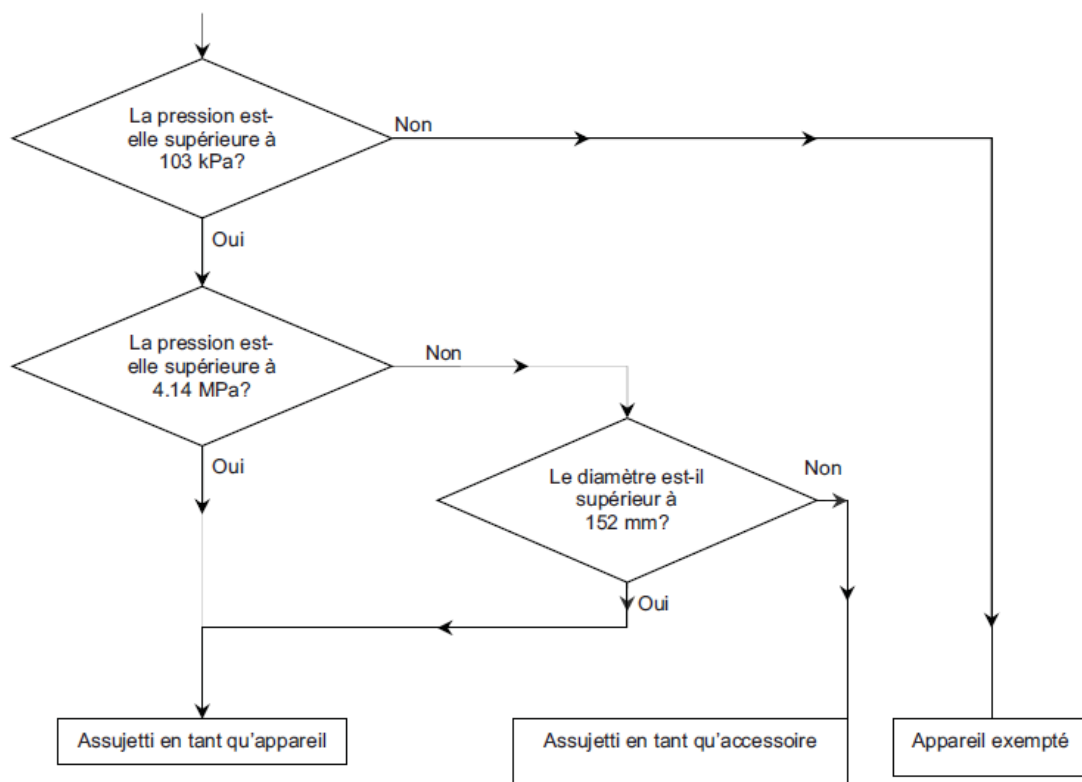 La pression est-
elle supérieure à
103 kPa?
Non
Oui
La pression est-
elle supérieure à
4.14 MPa?
Non
Oui
Le diamètre est-il
supérieur à
152 mm?
Non
Oui
Assujetti en tant qu'appareil
Assujetti en tant qu'accessoire
Appareil exempté